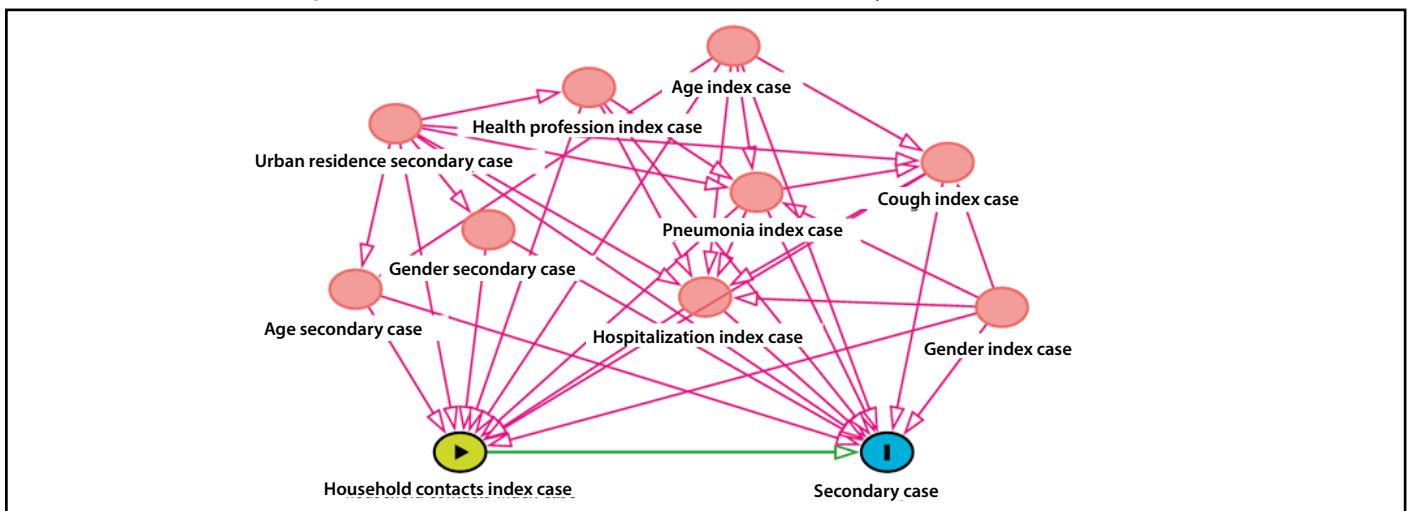 Age index case
Health profession index case
Urban residence secondary case
Cough index case
Pneumonia index case
Gender secondary case
Age secondary case
Hospitalization index case
Gender index case
Household contacts index case
Secondary case